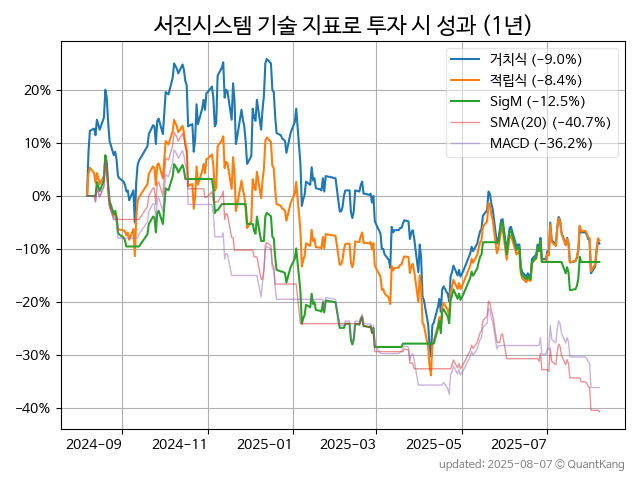 서진시스템 기술 지표로 투자 시 성과 (1년)
거치식 (−9.0%)
적립식 (−8.4%)
SigM (−12.5%)
SMA(20) (−40.7%)
MACD (−36.2%)
20%
10%
0%
−10%
−20%
−30%
−40%
2024-09 2024-11 2025-01 2025-03 2025-05 2025-07
updated: 2025-08-07 © QuantKang